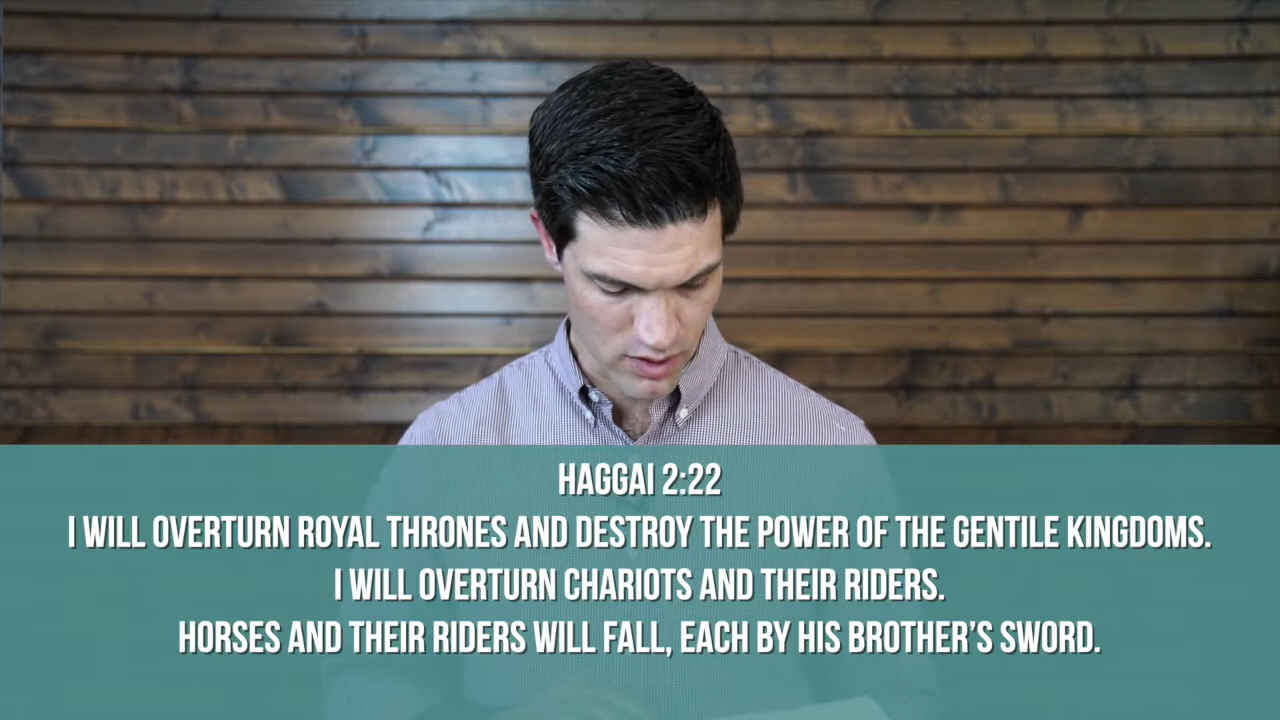 HAGGAI 2:22
I WILL OVERTURN ROYAL THRONES AND DESTROY THE POWER OF THE GENTILE KINGDOMS.
I WILL OVERTURN CHARIOTS AND THEIR RIDERS.
HORSES AND THEIR RIDERS WILL FALL, EACH BY HIS BROTHER’S SWORD.